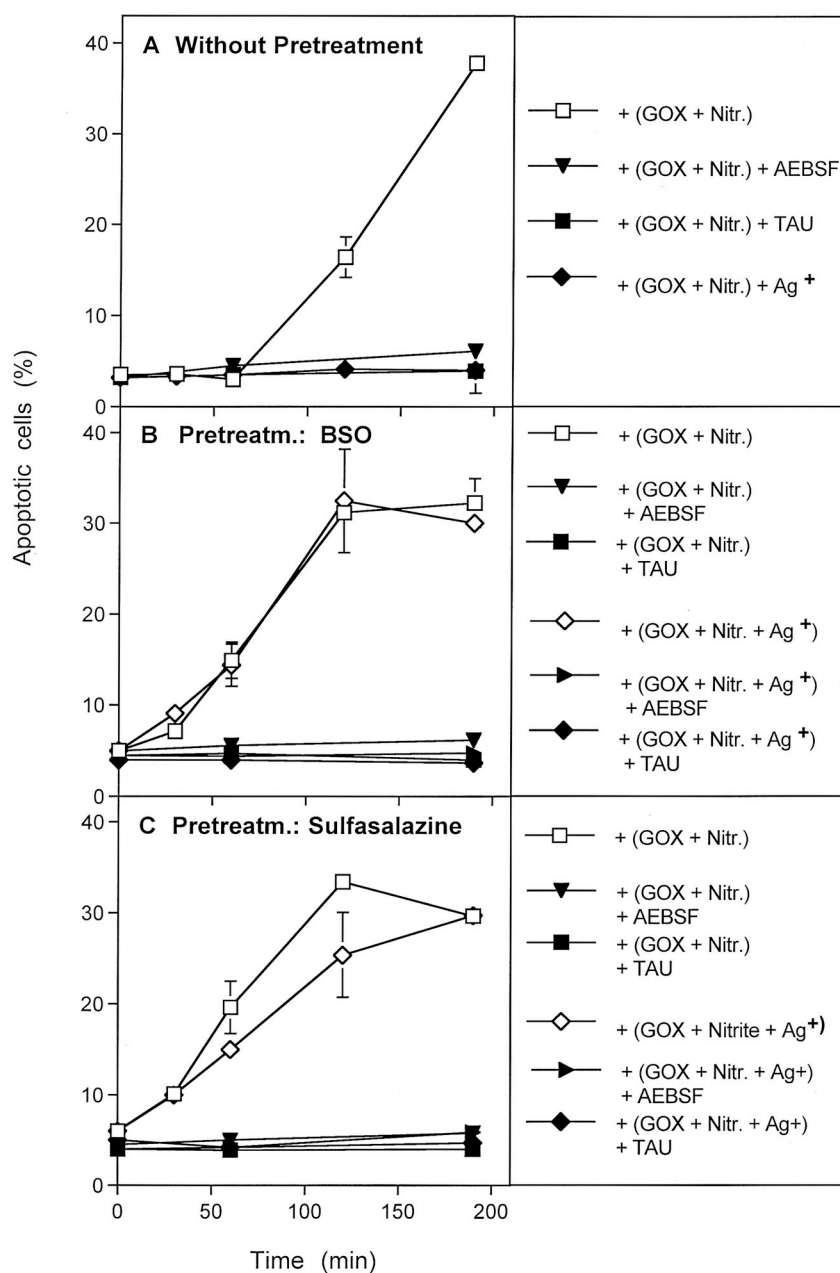 A Without Pretreatment
40
30
20
10
0
+ (GOX + Nitr.)
+ (GOX + Nitr.) + AEBSF
+ (GOX + Nitr.) + TAU
+ (GOX + Nitr.) + Ag +
Apoptotic cells (%)
B Pretreatm.: BSO
40
30
20
10
0
+ (GOX + Nitr.)
+ (GOX + Nitr.)
+ AEBSF
+ (GOX + Nitr.)
+ TAU
+ (GOX + Nitr. + Ag +)
+ (GOX + Nitr. + Ag +)
+ AEBSF
+ (GOX + Nitr. + Ag +)
+ TAU
C Pretreatm.: Sulfasalazine
40
30
20
10
0
+ (GOX + Nitr.)
+ (GOX + Nitr.)
+ AEBSF
+ (GOX + Nitr.)
+ TAU
+ (GOX + Nitrite + Ag+)
+ (GOX + Nitr. + Ag+)
+ AEBSF
+ (GOX + Nitr. + Ag+)
+ TAU
0 50 100 150 200
Time (min)